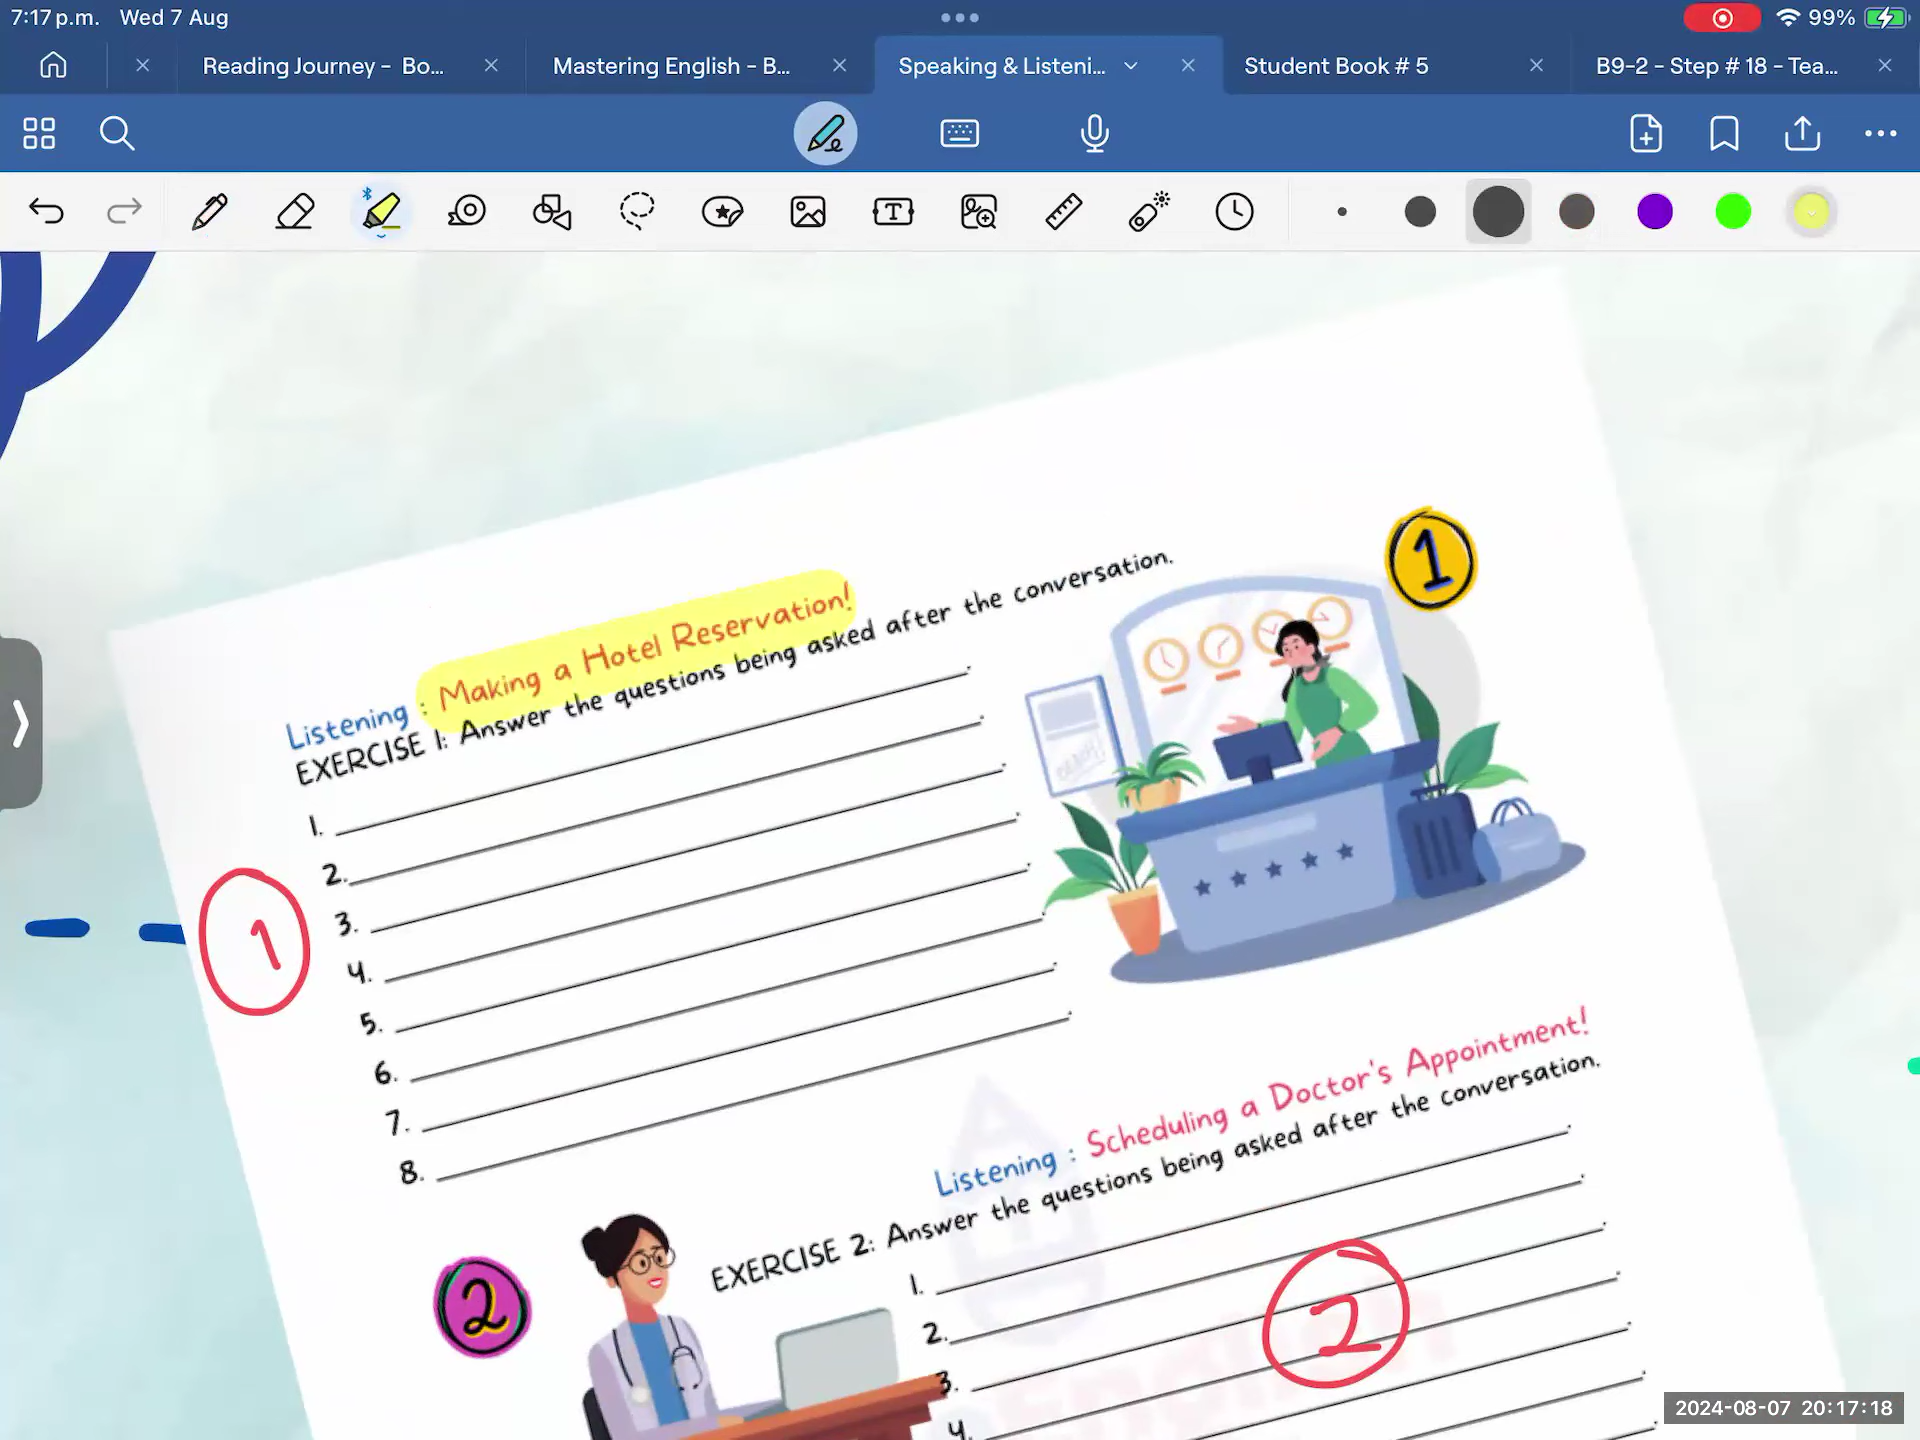 7:17 p.m. Wed 7 Aug
99%
Reading Journey - Bo...
Mastering English - B...
Speaking & Listeni...
Student Book # 5
B9-2 - Step # 18 - Tea...
1
Listening : Making a Hotel Reservation!
EXERCISE 1: Answer the questions being asked after the conversation.
1.
2.
3.
4.
5.
6.
7.
8.
1
Listening : Scheduling a Doctor's Appointment!
EXERCISE 2: Answer the questions being asked after the conversation.
2
1.
2.
3.
4.
2
2024-08-07 20:17:18